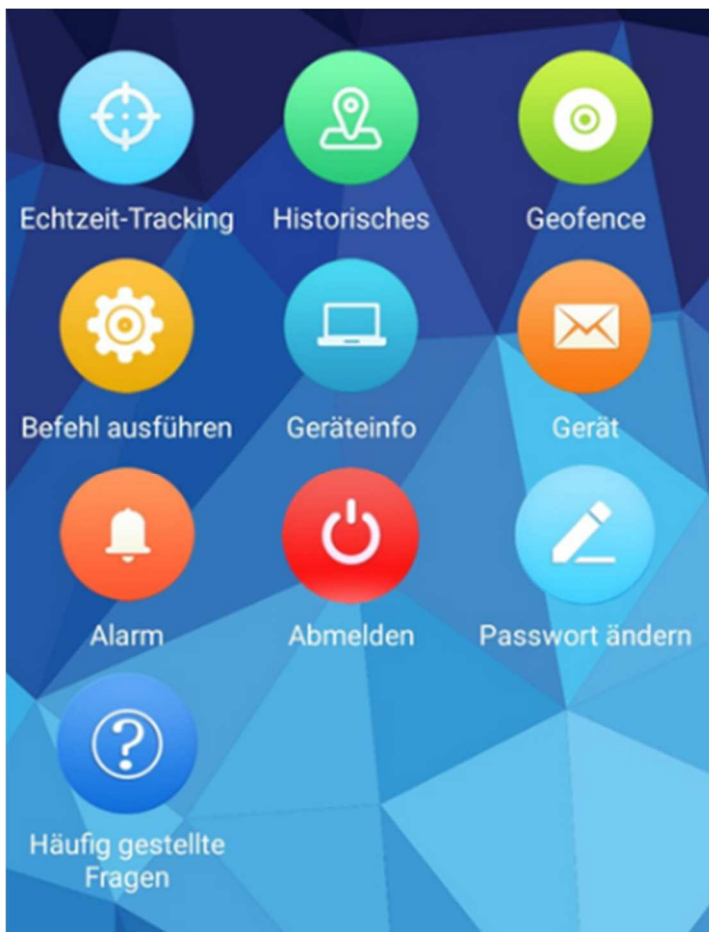 Echtzeit-Tracking
Historisches
Geofence
Befehl ausführen
Geräteinfo
Gerät
Alarm
Abmelden
Passwort ändern
Häufig gestellte
Fragen